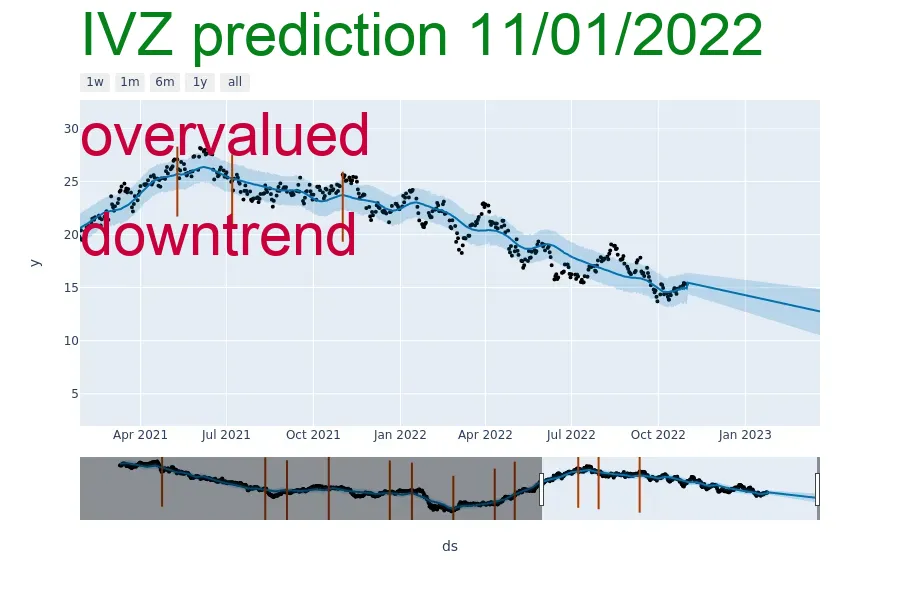 IVZ prediction 11/01/2022
1w 1m 6m 1y all
overvalued
downtrend
30
25
20
15
10
5
y
Apr 2021 Jul 2021 Oct 2021 Jan 2022 Apr 2022 Jul 2022 Oct 2022 Jan 2023
ds